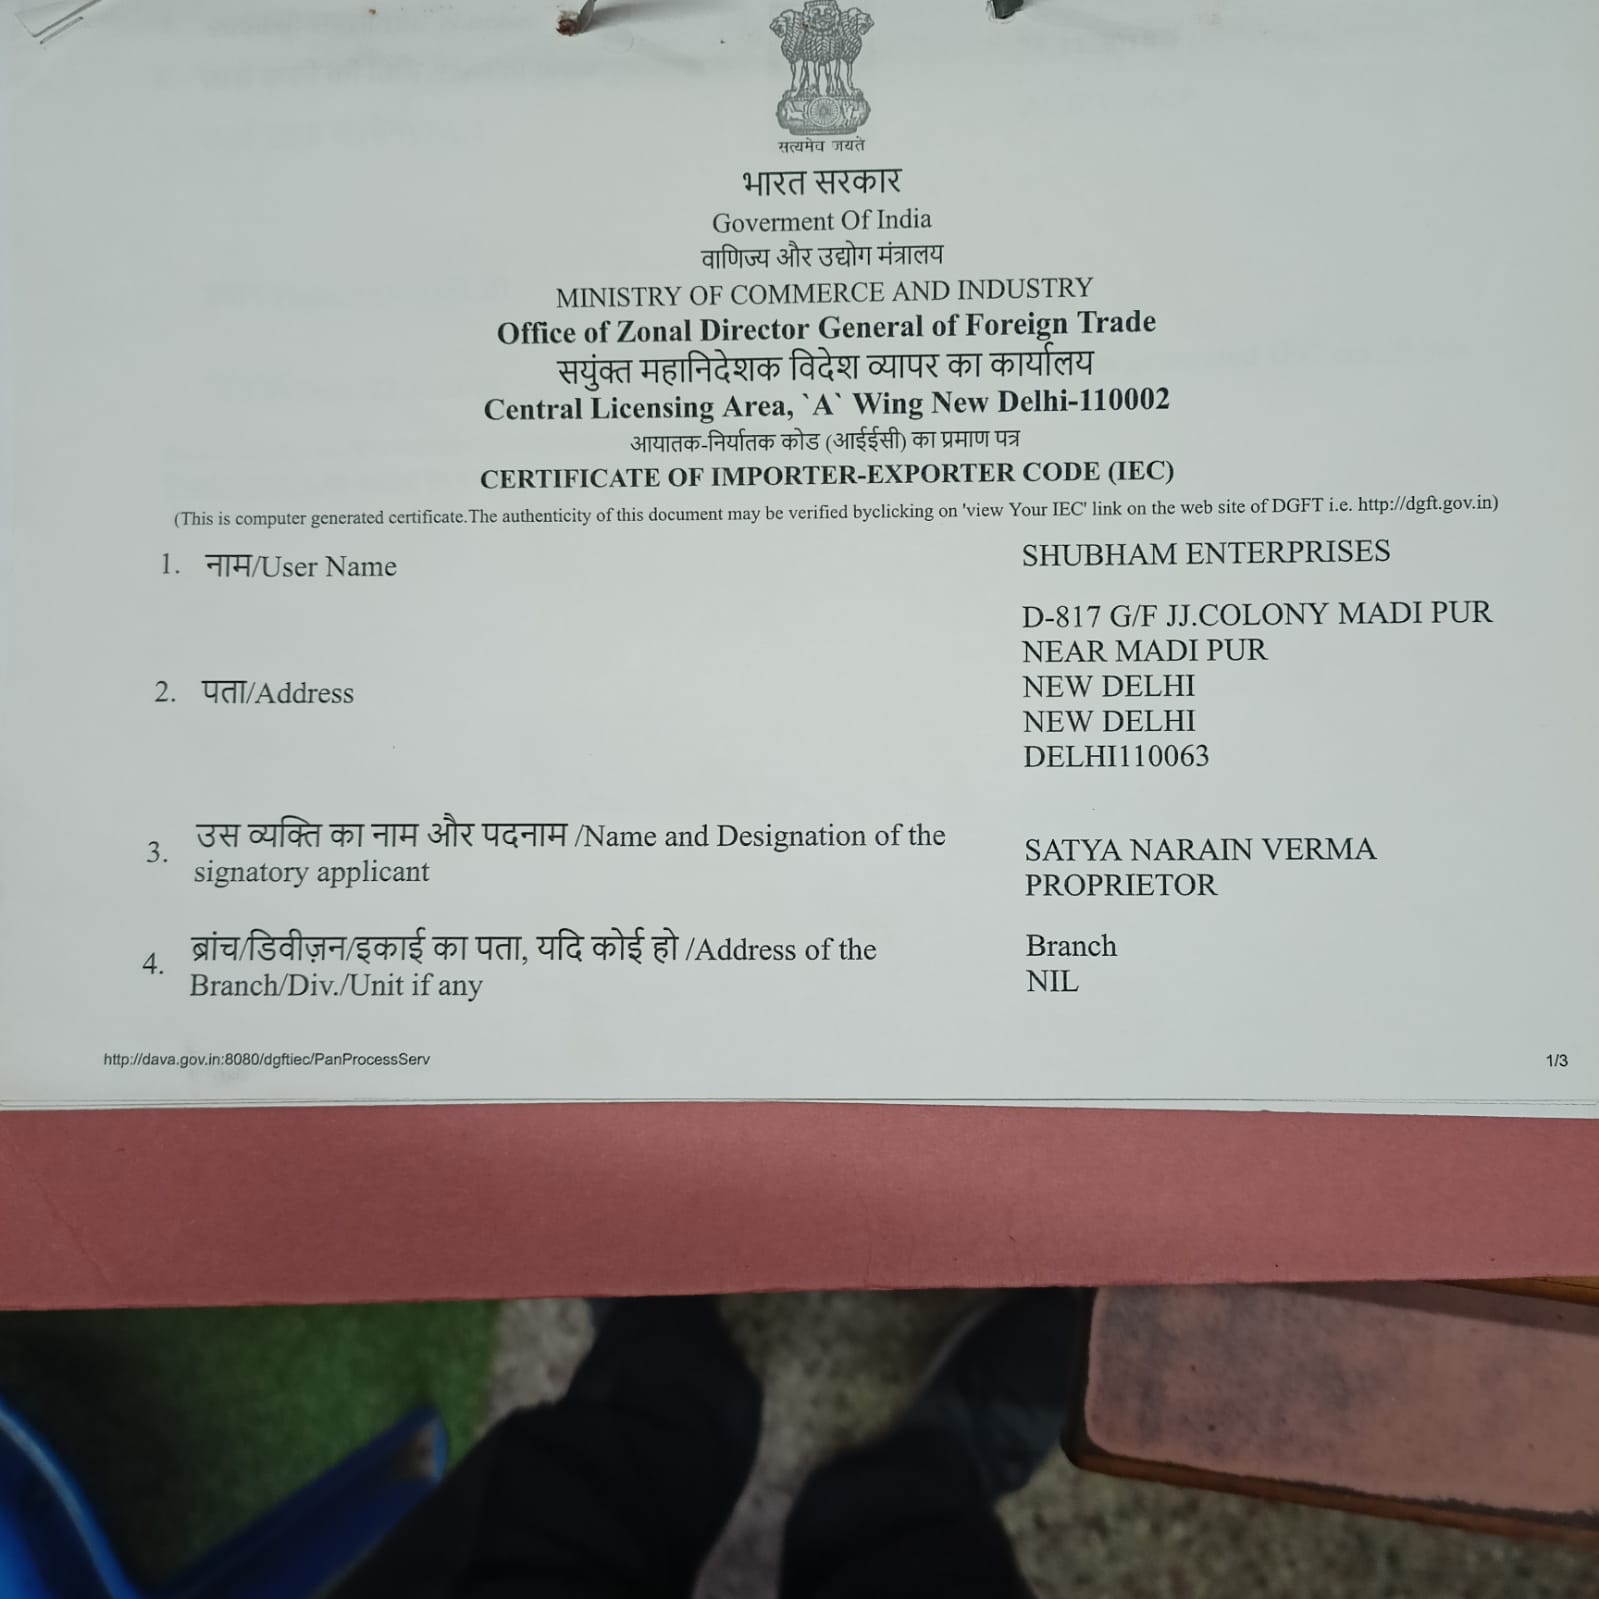 सत्यमेव जयते
भारत सरकार
Goverment Of India
वाणिज्य और उद्योग मंत्रालय
MINISTRY OF COMMERCE AND INDUSTRY
Office of Zonal Director General of Foreign Trade
सयुंक्त महानिदेशक विदेश व्यापर का कार्यालय
Central Licensing Area, `A` Wing New Delhi-110002
आयातक-निर्यातक कोड (आईईसी) का प्रमाण पत्र
CERTIFICATE OF IMPORTER-EXPORTER CODE (IEC)
(This is computer generated certificate.The authenticity of this document may be verified byclicking on 'view Your IEC' link on the web site of DGFT i.e. http://dgft.gov.in)
1. नाम/User Name
SHUBHAM ENTERPRISES
2. पता/Address
D-817 G/F JJ.COLONY MADI PUR
NEAR MADI PUR
NEW DELHI
NEW DELHI
DELHI110063
3. उस व्यक्ति का नाम और पदनाम /Name and Designation of the
signatory applicant
SATYA NARAIN VERMA
PROPRIETOR
4. ब्रांच/डिवीज़न/इकाई का पता, यदि कोई हो /Address of the
Branch/Div./Unit if any
Branch
NIL
http://dava.gov.in:8080/dgftiec/PanProcessServ
1/3